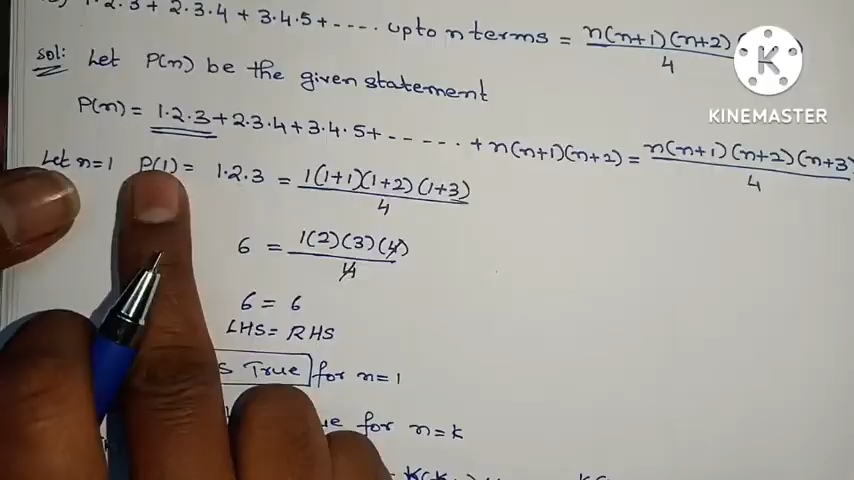 1.2.3 + 2.3.4 + 3.4.5 + ---- upto n terms = n(n+1)(n+2)( / 4
Sol: Let P(n) be the given statement
P(n) = 1.2.3 + 2.3.4 + 3.4.5 + ------ + n(n+1)(n+2) = n(n+1)(n+2)(n+3) / 4
Let n=1 P(1) = 1.2.3 = 1(1+1)(1+2)(1+3) / 4
6 = 1(2)(3)(4) / 4
6 = 6
LHS = RHS
s True for n=1
ue for n=k
K
KINEMASTER